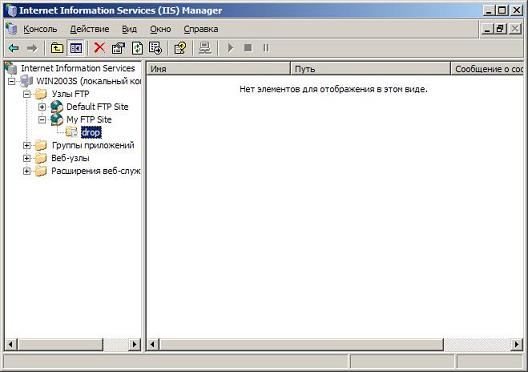 Internet Information Services (IIS) Manager
Консоль Действие Вид Окно Справка
Internet Information Services
WIN2003S (локальный ко
Узлы FTP
Default FTP Site
My FTP Site
drop
Группы приложений
Веб-узлы
Расширения веб-служ
Имя Путь Сообщение о со
Нет элементов для отображения в этом виде.